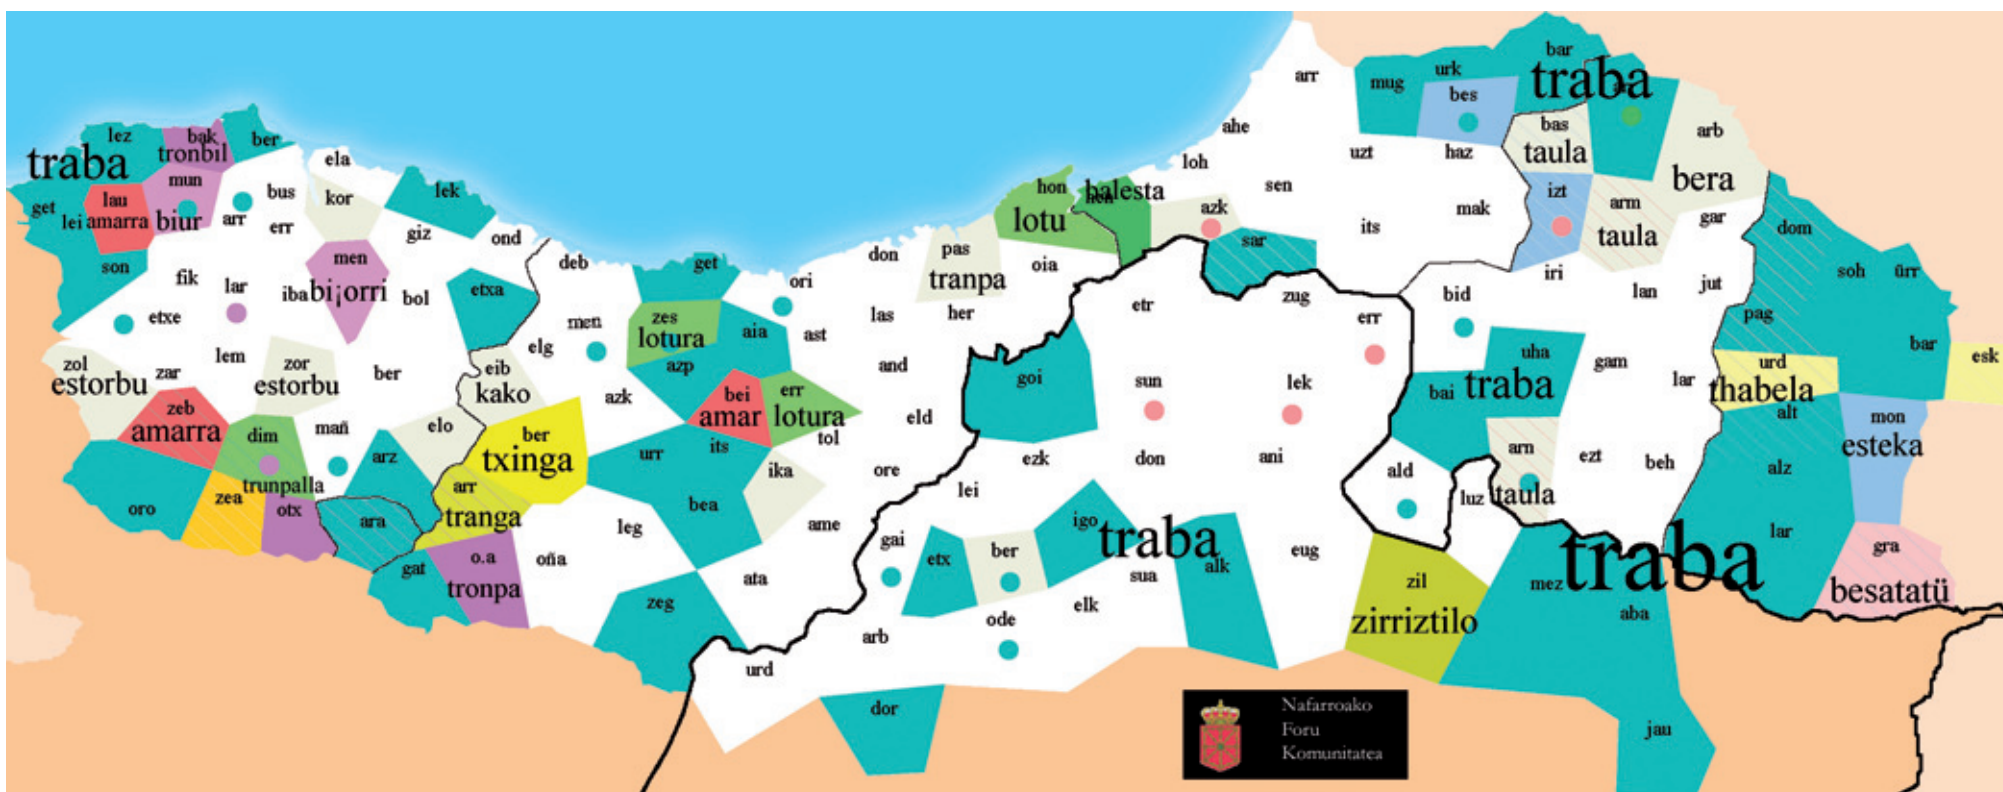 bar
traba
arr
mug
urk
bes
lez
bak
tronbil
ber
bas
taula
arb
bera
traba
ela
ahe
loh
uzt
haz
mun
lau
amarra
biur
bus
kor
lek
hon
lotu
balesta
azk
sen
mak
izt
arm
taula
gar
get
lei
arr
err
giz
ond
its
sar
dom
son
men
bi¡orri
iba
fik
lar
bol
etxa
deb
get
ori
don
pas
tranpa
oia
iri
lan
jut
soh
ürr
etr
zug
bid
etxe
men
zes
lotura
aia
ast
las
her
err
pag
zol
estorbu
zar
lem
zor
estorbu
ber
eib
kako
elg
azp
and
goi
sun
lek
uha
traba
bai
gam
lar
urd
thabela
bar
esk
zeb
amarra
dim
mañ
elo
ber
txinga
azk
bei
amar
err
lotura
tol
eld
alt
mon
esteka
trunpalla
arz
urr
its
ika
ore
ezk
don
ani
ald
arn
taula
ezt
beh
alz
oro
zea
otx
ara
arr
tranga
leg
bea
ame
lei
luz
gat
o.a
tronpa
oña
ata
gai
etx
ber
igo
traba
sua
alk
eug
traba
lar
gra
besatatü
zeg
arb
ode
elk
zil
zirriztilo
mez
aba
urd
dor
jau
Nafarroako
Foru
Komunitatea